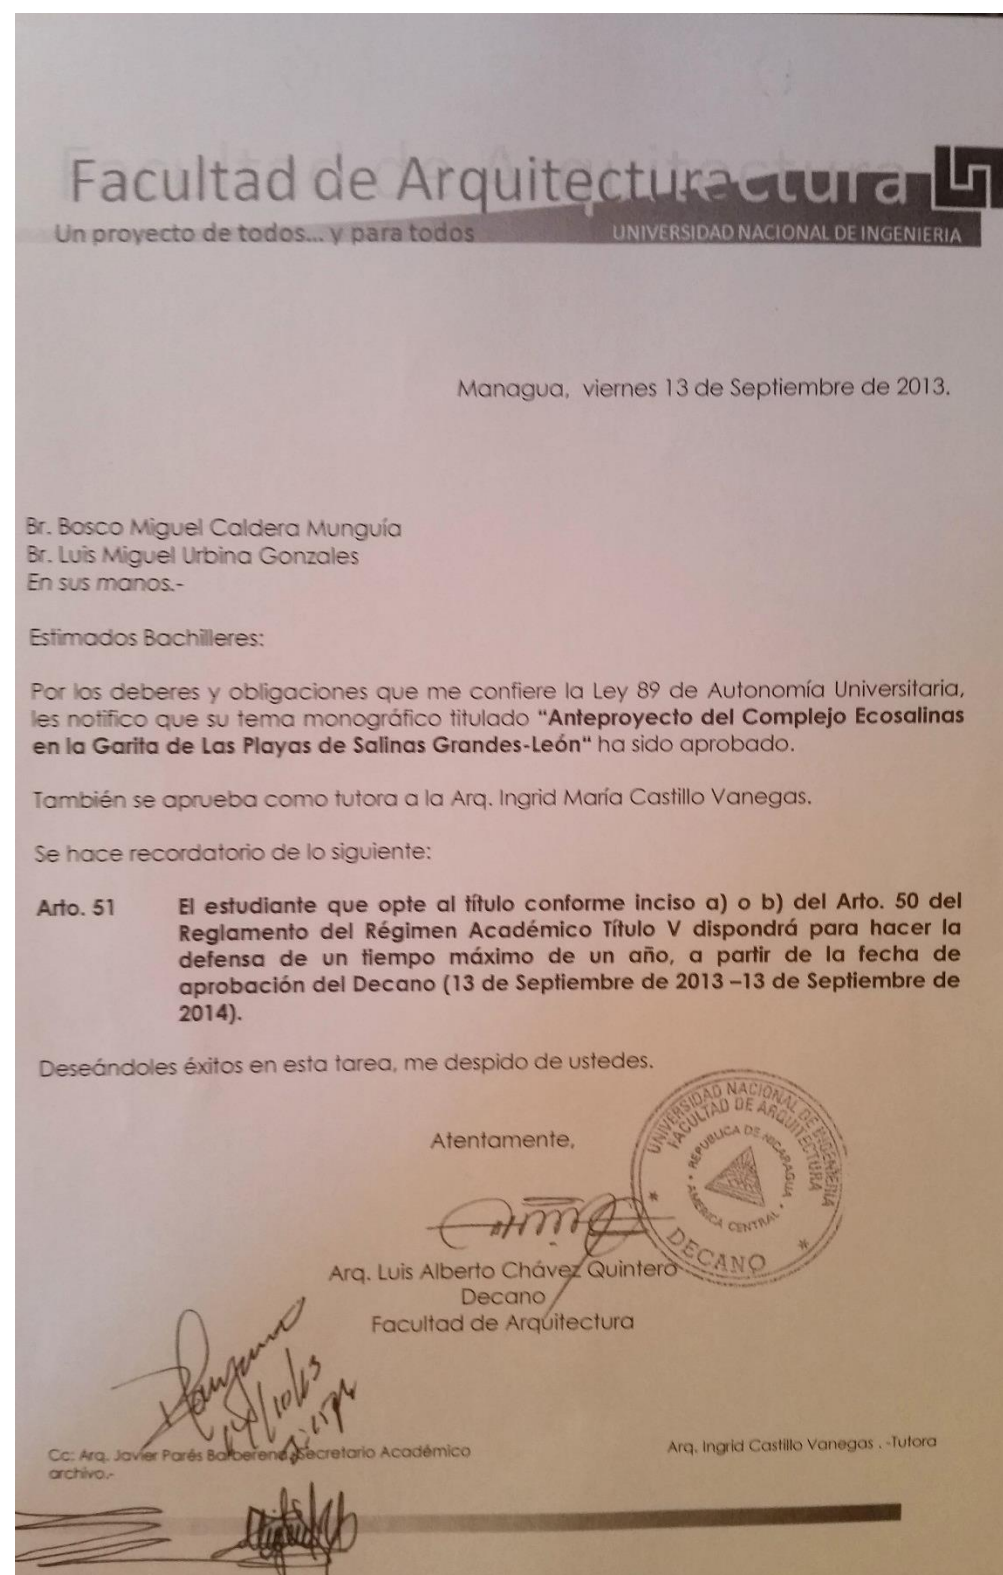 Facultad de Arquitectura
Un proyecto de todos... y para todos
UNIVERSIDAD NACIONAL DE INGENIERIA
Managua, viernes 13 de Septiembre de 2013.
Br. Bosco Miguel Caldera Munguía
Br. Luis Miguel Urbina Gonzales
En sus manos.-
Estimados Bachilleres:
Por los deberes y obligaciones que me confiere la Ley 89 de Autonomía Universitaria,
les notifico que su tema monográfico titulado “Anteproyecto del Complejo Ecosalinas
en la Garita de Las Playas de Salinas Grandes-León“ ha sido aprobado.
También se aprueba como tutora a la Arq. Ingrid María Castillo Vanegas.
Se hace recordatorio de lo siguiente:
Arto. 51 El estudiante que opte al título conforme inciso a) o b) del Arto. 50 del
Reglamento del Régimen Académico Título V dispondrá para hacer la
defensa de un tiempo máximo de un año, a partir de la fecha de
aprobación del Decano (13 de Septiembre de 2013 –13 de Septiembre de
2014).
Deseándoles éxitos en esta tarea, me despido de ustedes.
Atentamente,
UNIVERSIDAD NACIONAL DE INGENIERIA
FACULTAD DE ARQUITECTURA
REPUBLICA DE NICARAGUA
AMERICA CENTRAL
DECANO
Arq. Luis Alberto Chávez Quintero
Decano
Facultad de Arquitectura
Cc: Arq. Javier Parés Barberena, Secretario Académico
Arq. Ingrid Castillo Vanegas . -Tutora
archivo.-